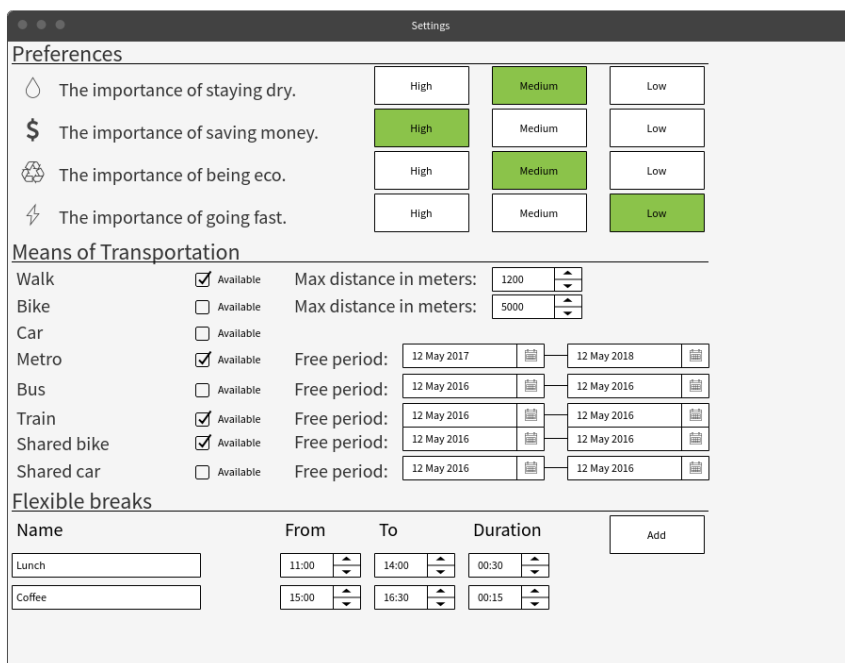 Settings
Preferences
The importance of staying dry. High Medium Low
$ The importance of saving money. High Medium Low
The importance of being eco. High Medium Low
The importance of going fast. High Medium Low
Means of Transportation
Walk Available Max distance in meters: 1200
Bike Available Max distance in meters: 5000
Car Available
Metro Available Free period: 12 May 2017 12 May 2018
Bus Available Free period: 12 May 2016 12 May 2016
Train Available Free period: 12 May 2016 12 May 2016
Shared bike Available Free period: 12 May 2016 12 May 2016
Shared car Available Free period: 12 May 2016 12 May 2016
Flexible breaks
Name From To Duration Add
Lunch 11:00 14:00 00:30
Coffee 15:00 16:30 00:15